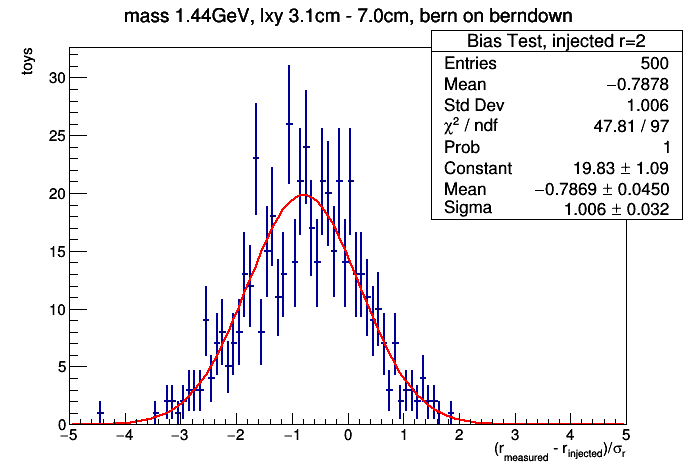 mass 1.44GeV, lxy 3.1cm - 7.0cm, bern on berndown
toys
Bias Test, injected r=2
Entries 500
Mean −0.7878
Std Dev 1.006
χ² / ndf 47.81 / 97
Prob 1
Constant 19.83 ± 1.09
Mean −0.7869 ± 0.0450
Sigma 1.006 ± 0.032
30
25
20
15
10
5
0
−5 −4 −3 −2 −1 0 1 2 3 4 5
(r_measured - r_injected)/σ_r